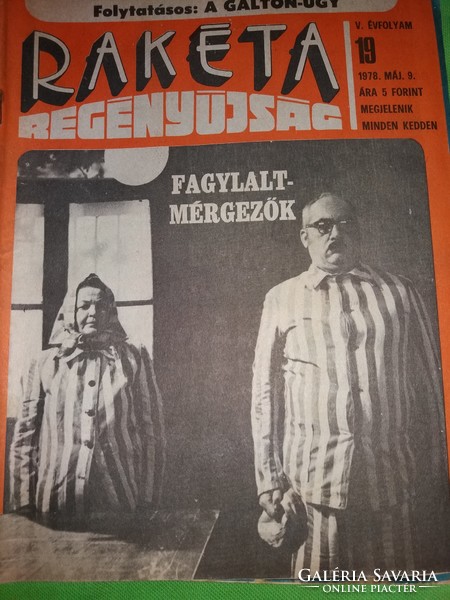 Folytatásos: A GALTON-ÜGY
RAKÉTA
REGÉNYÚJSÁG
V. ÉVFOLYAM
19
1978. MÁJ. 9.
ÁRA 5 FORINT
MEGJELENIK
MINDEN KEDDEN
FAGYLALT-
MÉRGEZŐK
GALÉRIA SAVARIA
ONLINE PIACTÉR